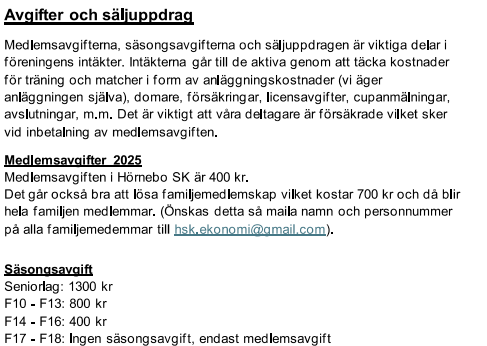 Avgifter och säljuppdrag
Medlemsavgifterna, säsongsavgifterna och säljuppdragen är viktiga delar i
föreningens intäkter. Intäkterna går till de aktiva genom att täcka kostnader
för träning och matcher i form av anläggningskostnader (vi äger
anläggningen själva), domare, försäkringar, licensavgifter, cupanmälningar,
avslutningar, m.m. Det är viktigt att våra deltagare är försäkrade vilket sker
vid inbetalning av medlemsavgiften.
Medlemsavgifter 2025
Medlemsavgiften i Hörnebo SK är 400 kr.
Det går också bra att lösa familjemedlemskap vilket kostar 700 kr och då blir
hela familjen medlemmar. (Önskas detta så maila namn och personnummer
på alla familjemedemmar till hsk.ekonomi@gmail.com).
Säsongsavgift
Seniorlag: 1300 kr
F10 - F13: 800 kr
F14 - F16: 400 kr
F17 - F18: Ingen säsongsavgift, endast medlemsavgift